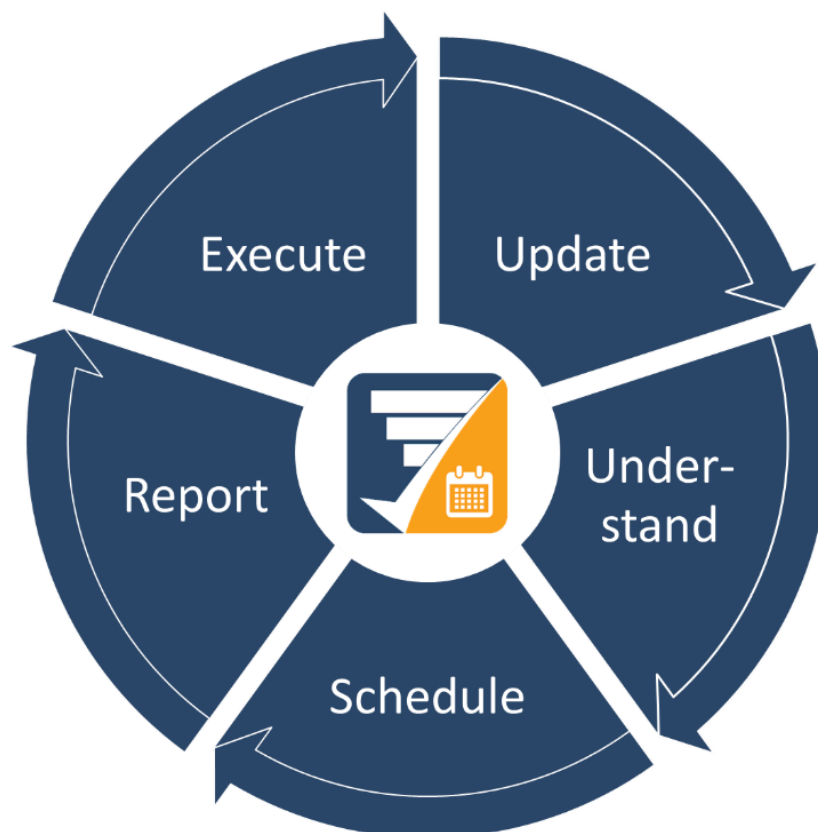 Execute
Update
Under-
stand
Schedule
Report